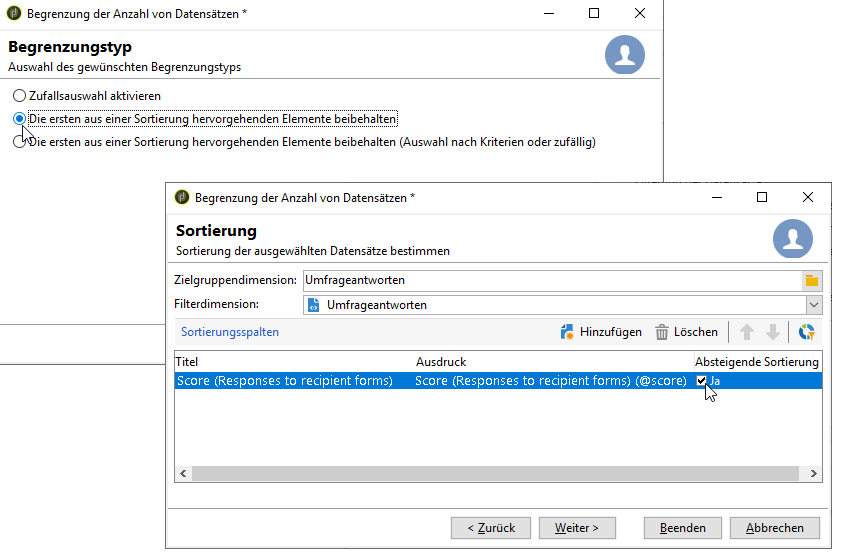 Begrenzung der Anzahl von Datensätzen *
Begrenzungstyp
Auswahl des gewünschten Begrenzungstyps
Zufallsauswahl aktivieren
Die ersten aus einer Sortierung hervorgehenden Elemente beibehalten
Die ersten aus einer Sortierung hervorgehenden Elemente beibehalten (Auswahl nach Kriterien oder zufällig)
Begrenzung der Anzahl von Datensätzen *
Sortierung
Sortierung der ausgewählten Datensätze bestimmen
Zielgruppendimension: Umfrageantworten
Filterdimension: Umfrageantworten
Sortierungsspalten Hinzufügen Löschen
Titel Ausdruck Absteigende Sortierung
Score (Responses to recipient forms) Score (Responses to recipient forms) (@score) Ja
< Zurück Weiter > Beenden Abbrechen